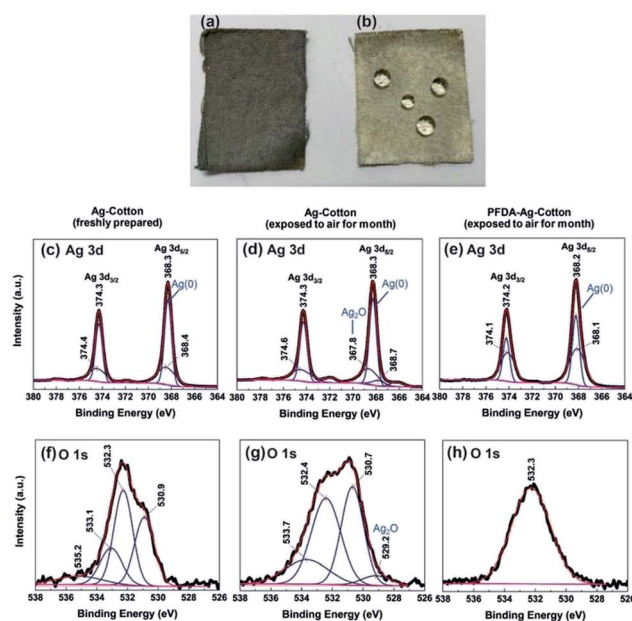 (a) (b)
Ag-Cotton
(freshly prepared)
Ag-Cotton
(exposed to air for month)
PFDA-Ag-Cotton
(exposed to air for month)
(c) Ag 3d
Ag 3d5/2
368.3
Ag(0)
Ag 3d3/2
374.3
374.4
368.4
380 378 376 374 372 370 368 366 364
Binding Energy (eV)
Intensity (a.u.)
(d) Ag 3d
Ag 3d5/2
368.3
Ag(0)
Ag 3d3/2
374.3
Ag2O
367.8
374.6
368.7
380 378 376 374 372 370 368 366 364
Binding Energy (eV)
(e) Ag 3d
Ag 3d5/2
368.2
Ag(0)
Ag 3d3/2
374.2
374.1
368.1
380 378 376 374 372 370 368 366 364
Binding Energy (eV)
(f) O 1s
532.3
530.9
533.1
535.2
538 536 534 532 530 528 526
Binding Energy (eV)
Intensity (a.u.)
(g) O 1s
530.7
532.4
533.7
Ag2O
529.2
538 536 534 532 530 528 526
Binding Energy (eV)
(h) O 1s
532.3
538 536 534 532 530 528 526
Binding Energy (eV)